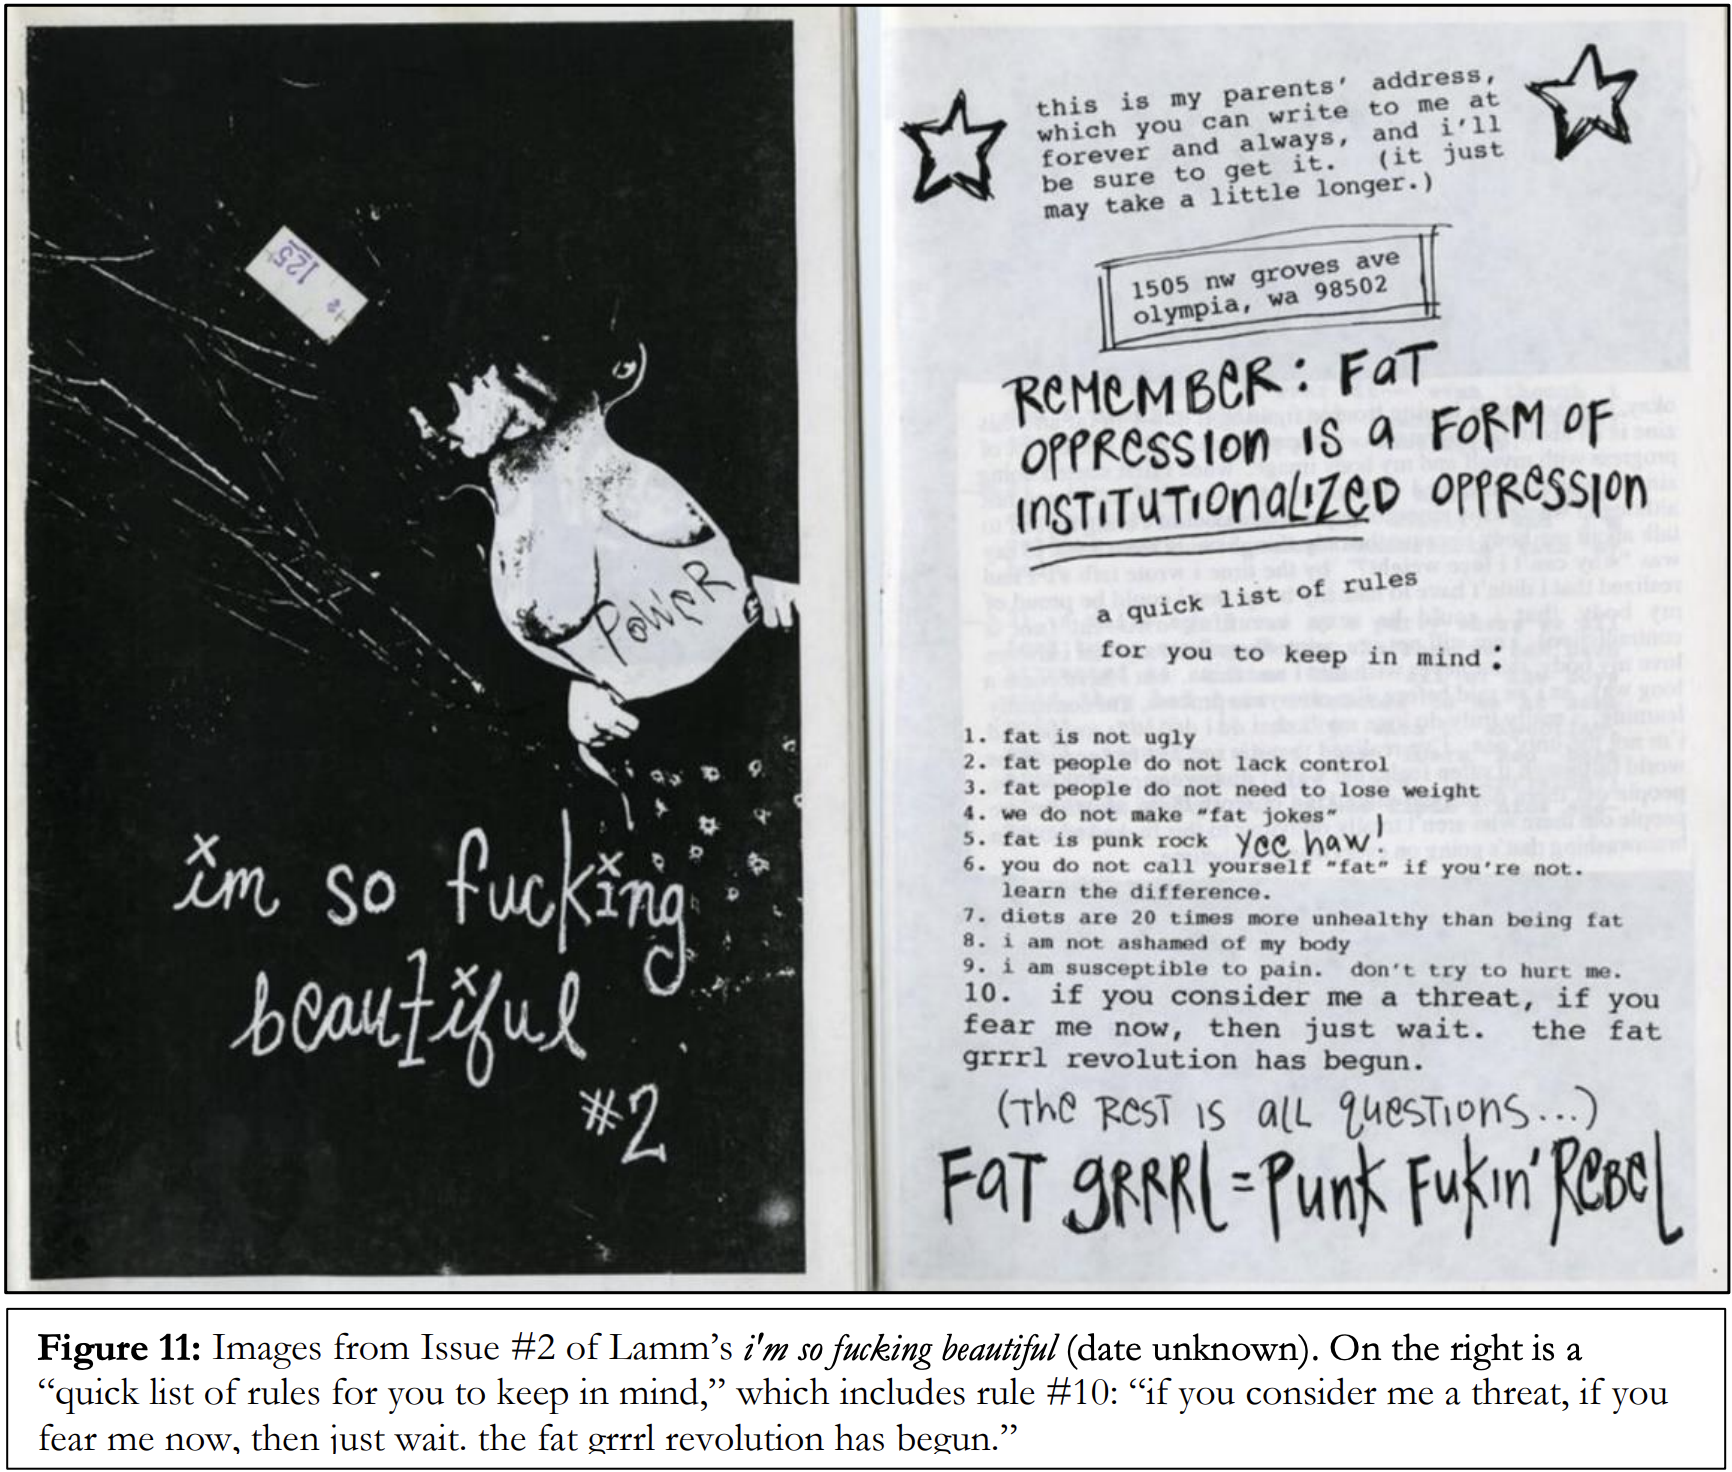 125
POWER
im so fucking
beautiful
#2
this is my parents' address,
which you can write to me at
forever and always, and i'll
be sure to get it. (it just
may take a little longer.)
1505 nw groves ave
olympia, wa 98502
REMEMBER: FAT
OPPRESSION IS a FORM OF
INSTITUTIONALIZED OPPRESSION
a quick list of rules
for you to keep in mind:
1. fat is not ugly
2. fat people do not lack control
3. fat people do not need to lose weight
4. we do not make "fat jokes"
5. fat is punk rock yee haw!
6. you do not call yourself "fat" if you're not.
learn the difference.
7. diets are 20 times more unhealthy than being fat
8. i am not ashamed of my body
9. i am susceptible to pain. don't try to hurt me.
10. if you consider me a threat, if you
fear me now, then just wait. the fat
grrrl revolution has begun.
(THE REST IS ALL QUESTIONS...)
FAT GRRRL = PUNK FUKIN' REBEL
Figure 11: Images from Issue #2 of Lamm's i'm so fucking beautiful (date unknown). On the right is a
"quick list of rules for you to keep in mind," which includes rule #10: "if you consider me a threat, if you
fear me now, then just wait. the fat grrrl revolution has begun."